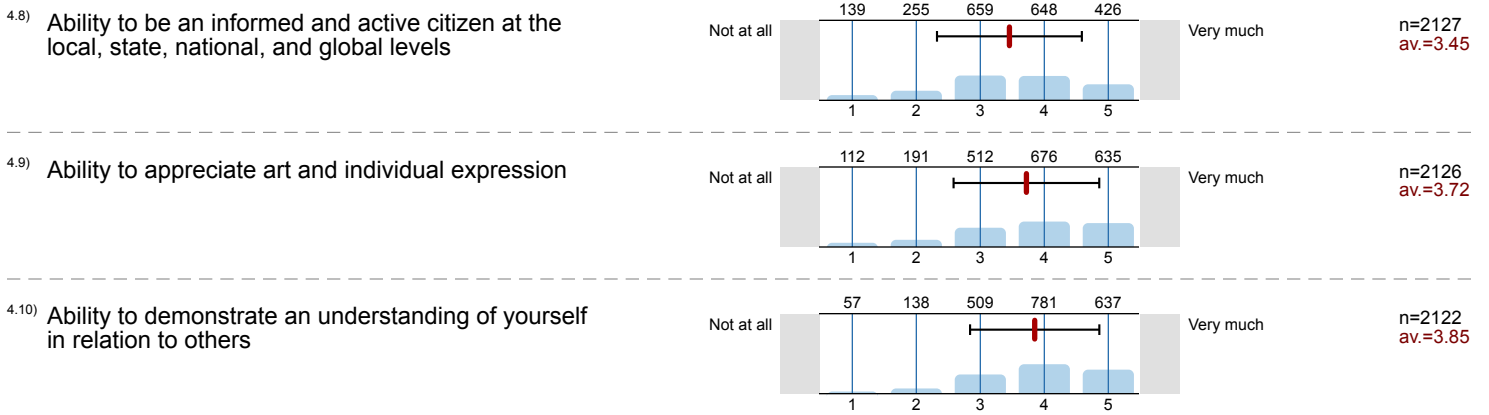 4.8) Ability to be an informed and active citizen at the
local, state, national, and global levels
139 255 659 648 426
Not at all
Very much
n=2127
av.=3.45
1 2 3 4 5
4.9) Ability to appreciate art and individual expression
112 191 512 676 635
Not at all
Very much
n=2126
av.=3.72
1 2 3 4 5
4.10) Ability to demonstrate an understanding of yourself
in relation to others
57 138 509 781 637
Not at all
Very much
n=2122
av.=3.85
1 2 3 4 5